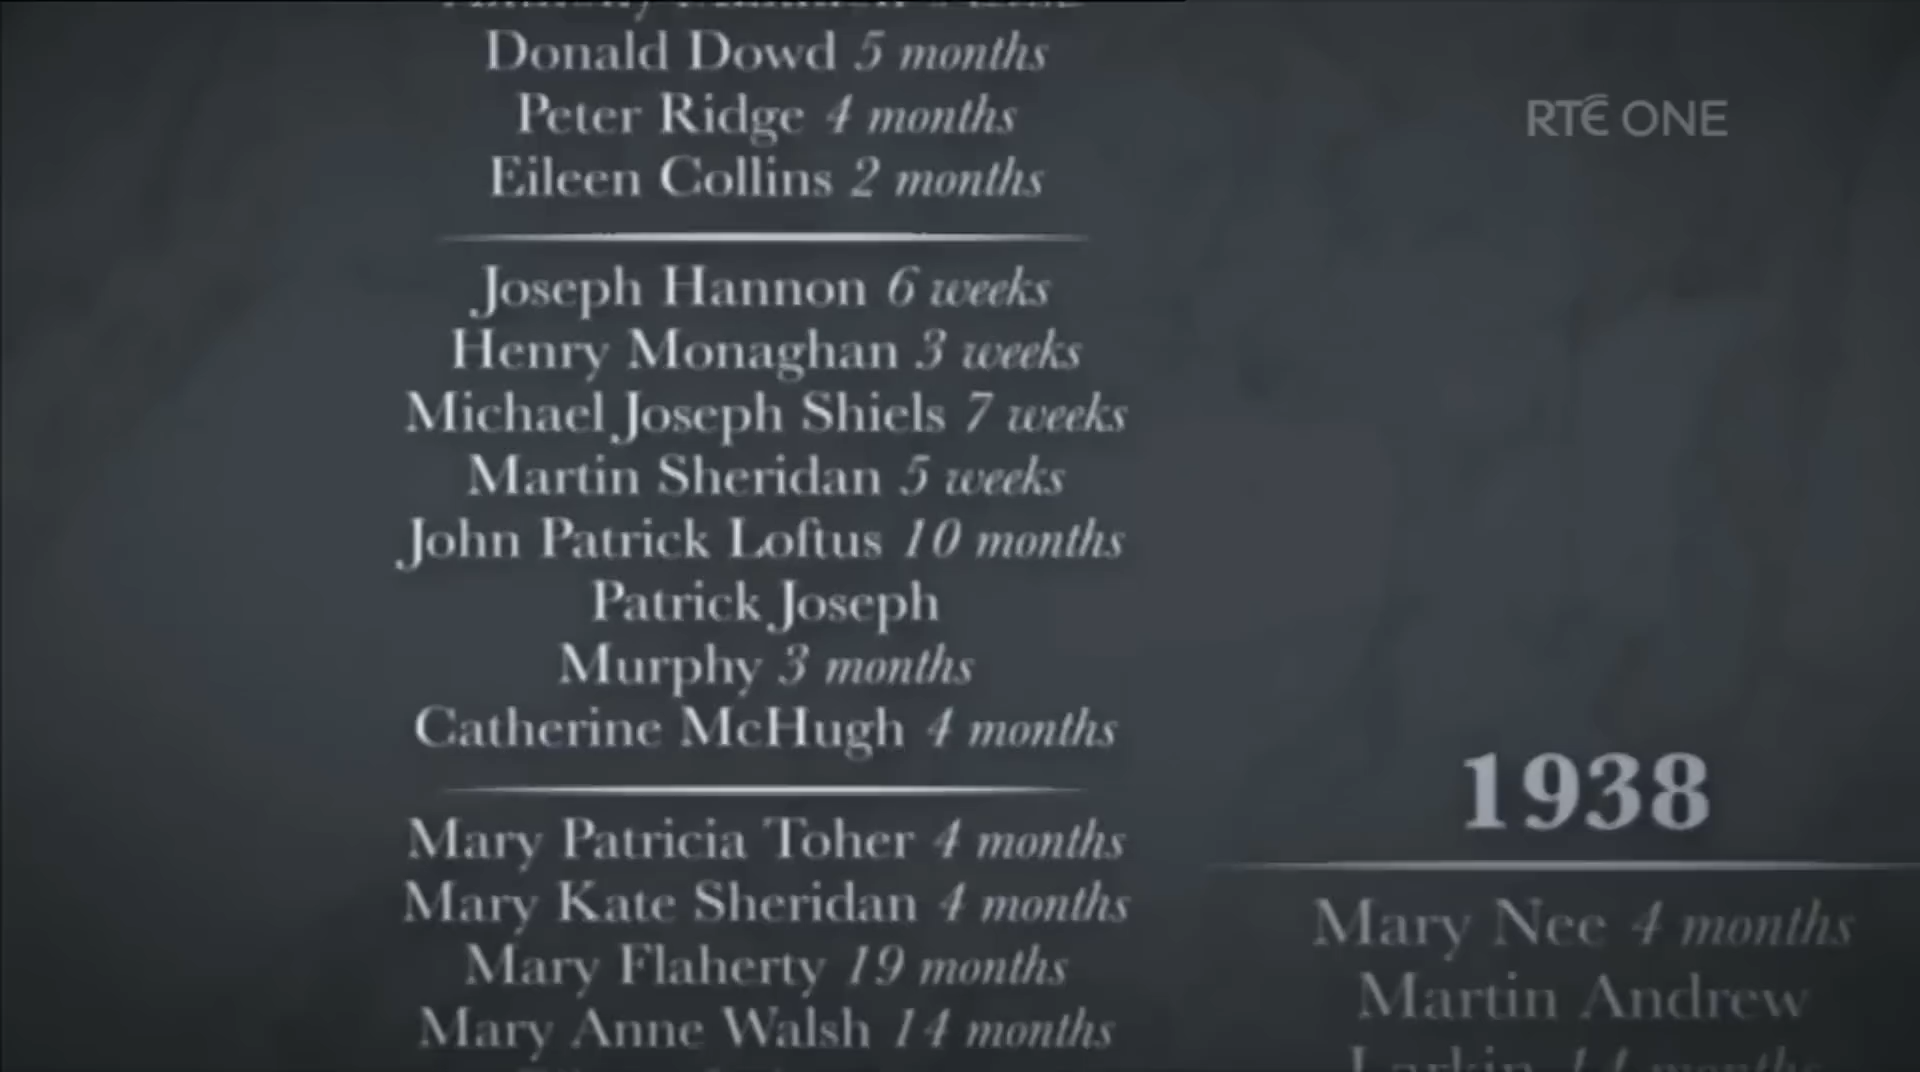 Donald Dowd 5 months
Peter Ridge 4 months
Eileen Collins 2 months
Joseph Hannon 6 weeks
Henry Monaghan 3 weeks
Michael Joseph Shiels 7 weeks
Martin Sheridan 5 weeks
John Patrick Loftus 10 months
Patrick Joseph
Murphy 3 months
Catherine McHugh 4 months
Mary Patricia Toher 4 months
Mary Kate Sheridan 4 months
Mary Flaherty 19 months
Mary Anne Walsh 14 months
RTÉ ONE
1938
Mary Nee 4 months
Martin Andrew
Larkin 14 months